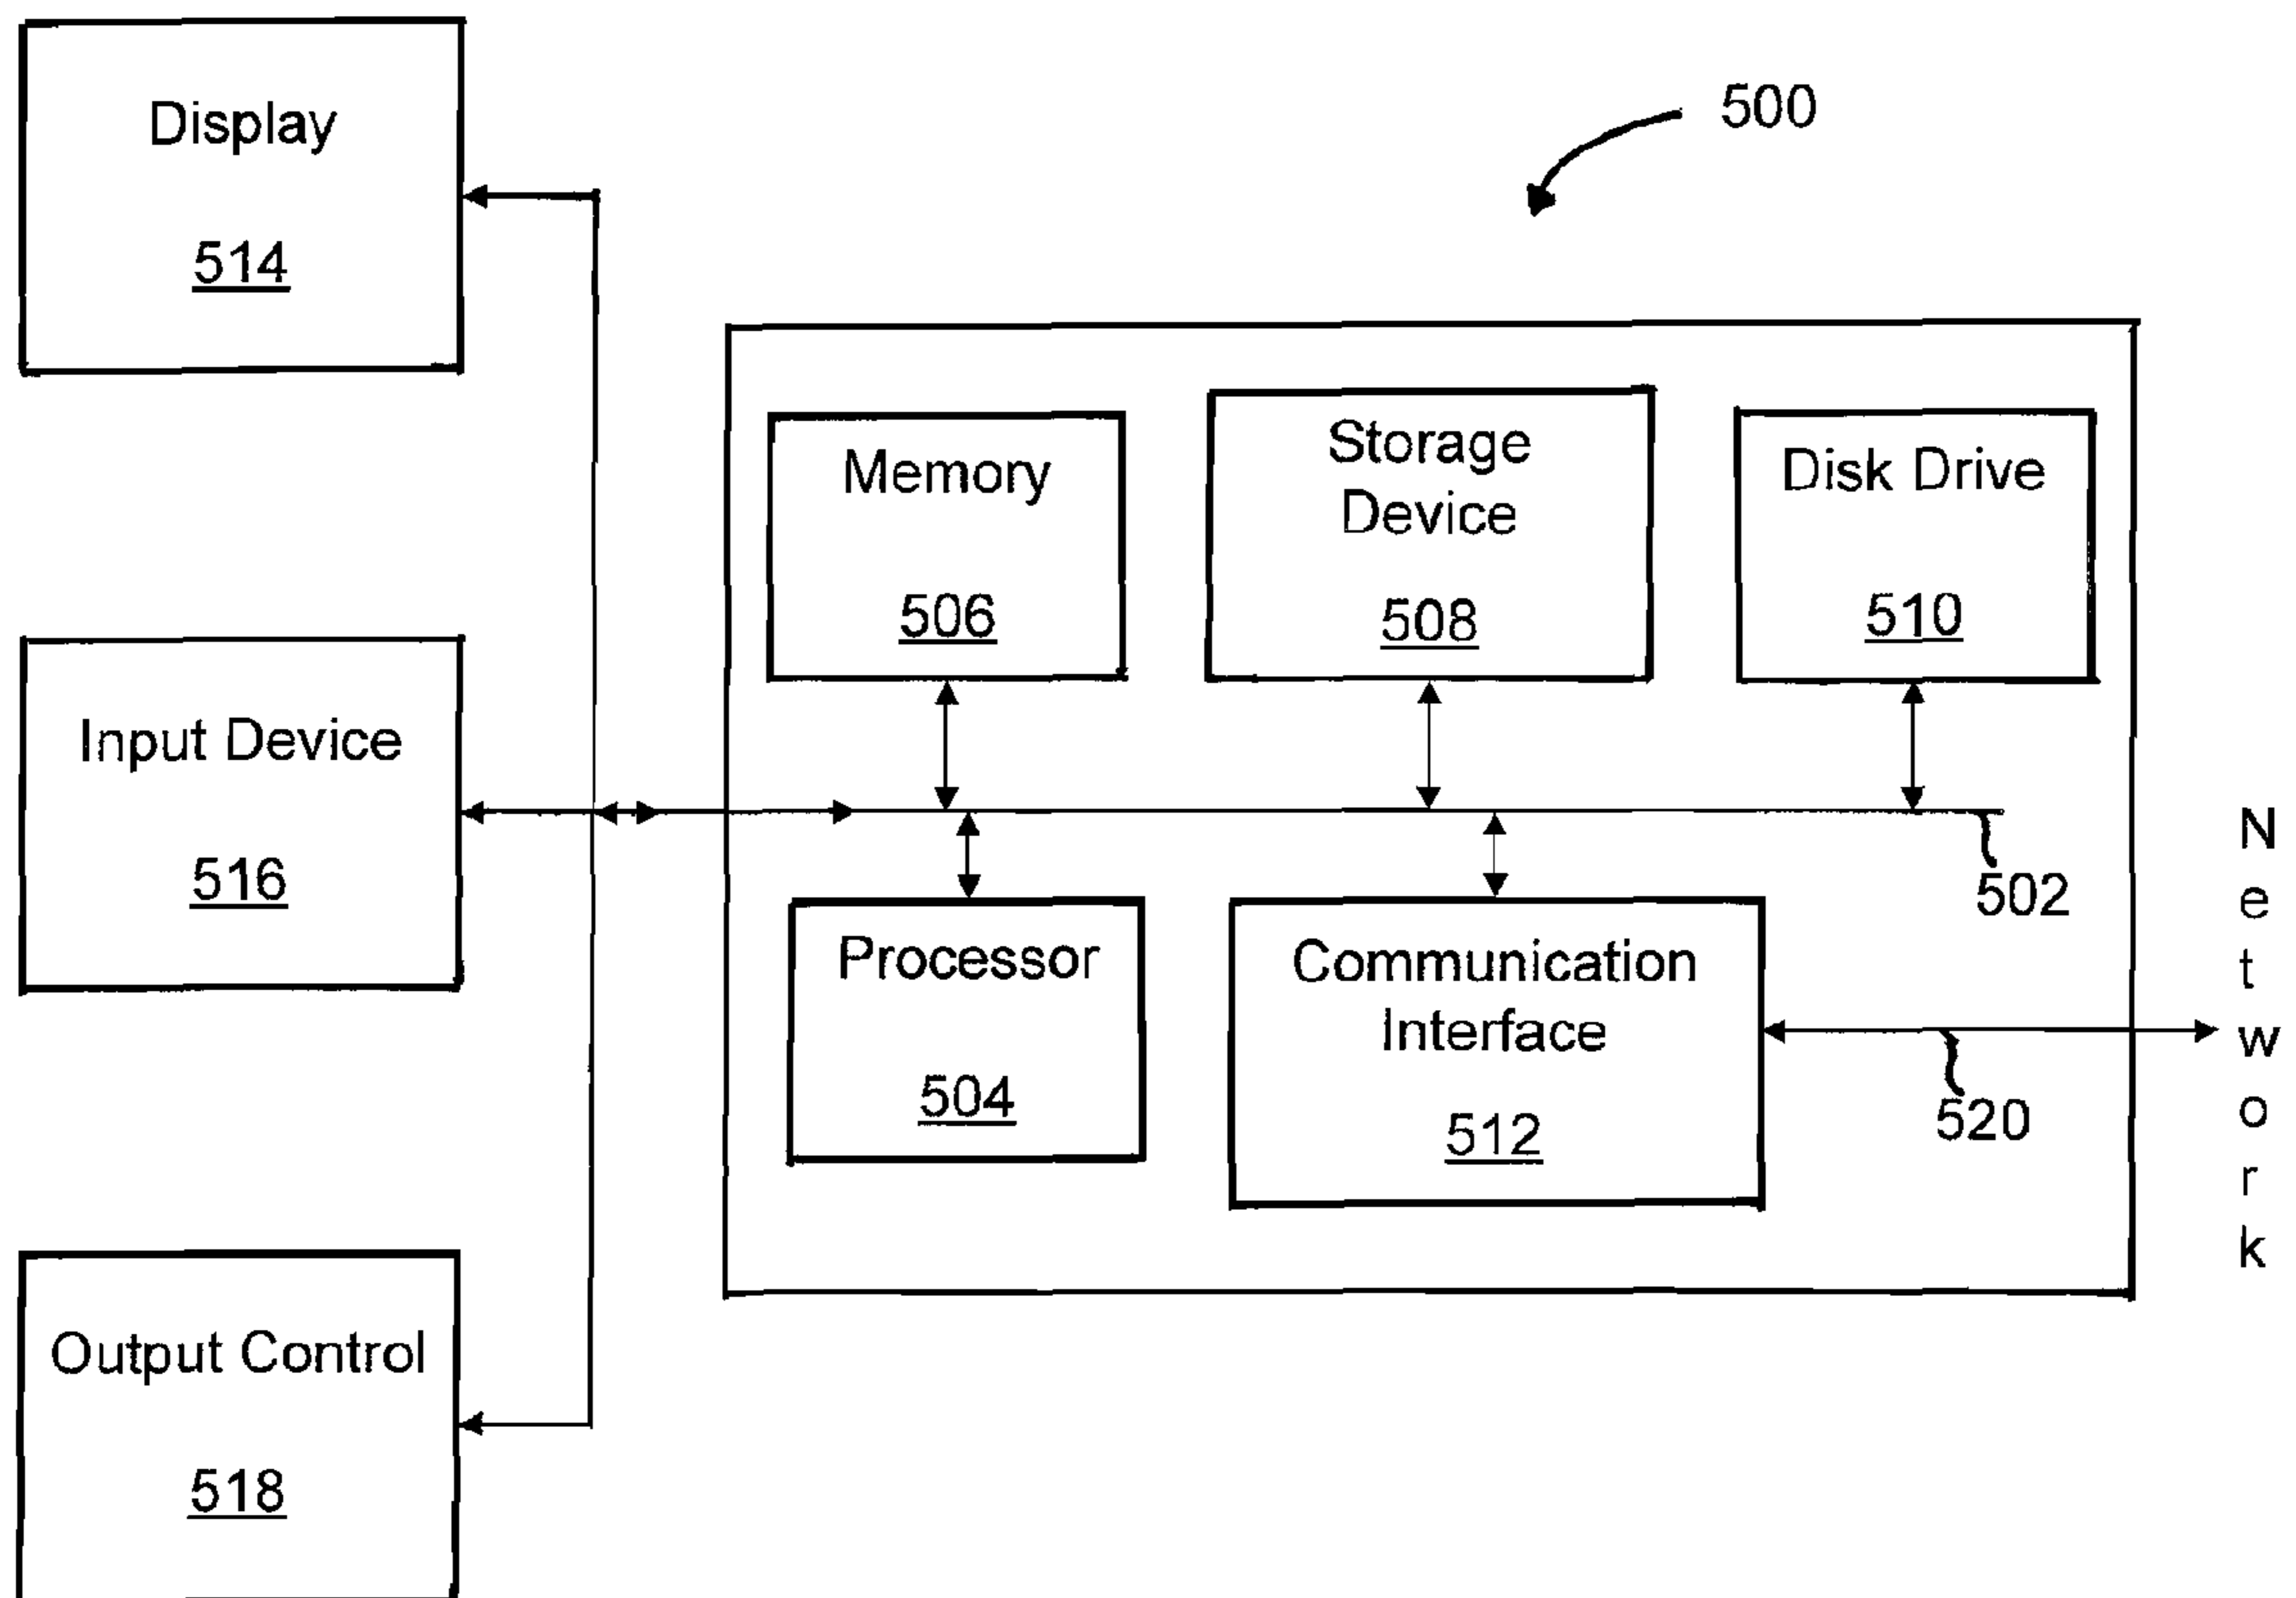 Display
514
500
Memory
506
Storage
Device
508
Disk Drive
510
Input Device
516
502
Processor
504
Communication
Interface
512
520
Network
Output Control
518